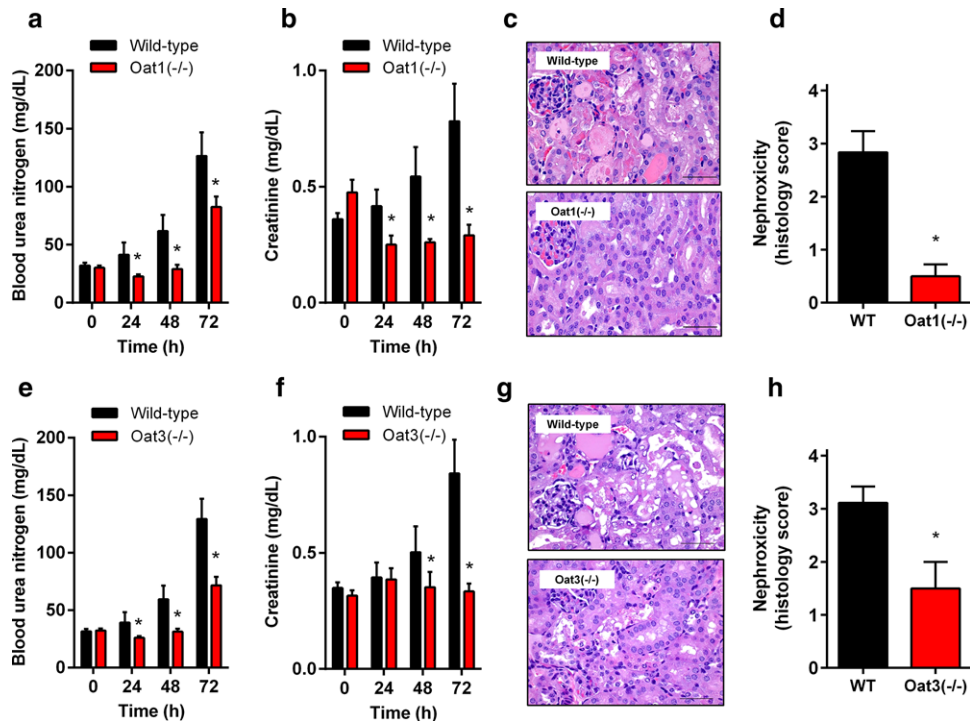 a
Wild-type
Oat1(-/-)
Blood urea nitrogen (mg/dL)
200
150
100
50
0
0 24 48 72
Time (h)
*
*
*
b
Wild-type
Oat1(-/-)
Creatinine (mg/dL)
1.0
0.5
0.0
0 24 48 72
Time (h)
*
*
*
c
Wild-type
Oat1(-/-)
d
Nephroxicity
(histology score)
4
3
2
1
0
*
WT Oat1(-/-)
e
Wild-type
Oat3(-/-)
Blood urea nitrogen (mg/dL)
200
150
100
50
0
0 24 48 72
Time (h)
*
*
*
f
Wild-type
Oat3(-/-)
Creatinine (mg/dL)
1.0
0.5
0.0
0 24 48 72
Time (h)
*
*
g
Wild-type
Oat3(-/-)
h
Nephroxicity
(histology score)
4
3
2
1
0
*
WT Oat3(-/-)